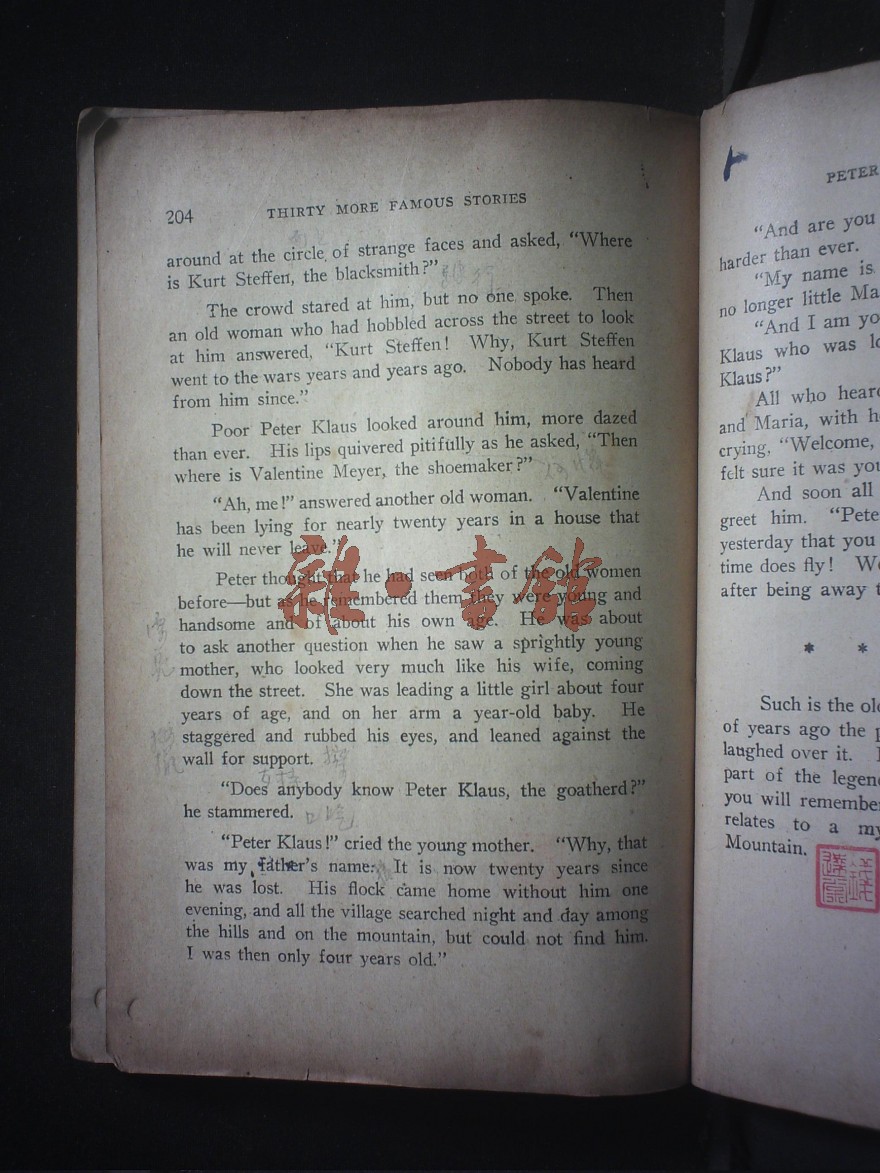 204 THIRTY MORE FAMOUS STORIES
around at the circle of strange faces and asked, “Where
is Kurt Steffen, the blacksmith?”
The crowd stared at him, but no one spoke. Then
an old woman who had hobbled across the street to look
at him answered, “Kurt Steffen! Why, Kurt Steffen
went to the wars years and years ago. Nobody has heard
from him since.”
Poor Peter Klaus looked around him, more dazed
than ever. His lips quivered pitifully as he asked, “Then
where is Valentine Meyer, the shoemaker?”
“Ah, me!” answered another old woman. “Valentine
has been lying for nearly twenty years in a house that
he will never leave.”
Peter thought that he had seen both of the old women
before—but as he remembered them they were young and
handsome and of about his own age. He was about
to ask another question when he saw a sprightly young
mother, who looked very much like his wife, coming
down the street. She was leading a little girl about four
years of age, and on her arm a year-old baby. He
staggered and rubbed his eyes, and leaned against the
wall for support.
“Does anybody know Peter Klaus, the goatherd?”
he stammered.
“Peter Klaus!” cried the young mother. “Why, that
was my father's name. It is now twenty years since
he was lost. His flock came home without him one
evening, and all the village searched night and day among
the hills and on the mountain, but could not find him.
I was then only four years old.”
雜·書館
PETER
“And are you
harder than ever.
“My name is
no longer little Ma
“And I am yo
Klaus who was lo
Klaus?”
All who heard
and Maria, with h
crying, “Welcome,
felt sure it was you
And soon all
greet him. “Pete
yesterday that you
time does fly! We
after being away t
* *
Such is the old
of years ago the p
laughed over it. I
part of the legend
you will remember
relates to a my
Mountain.